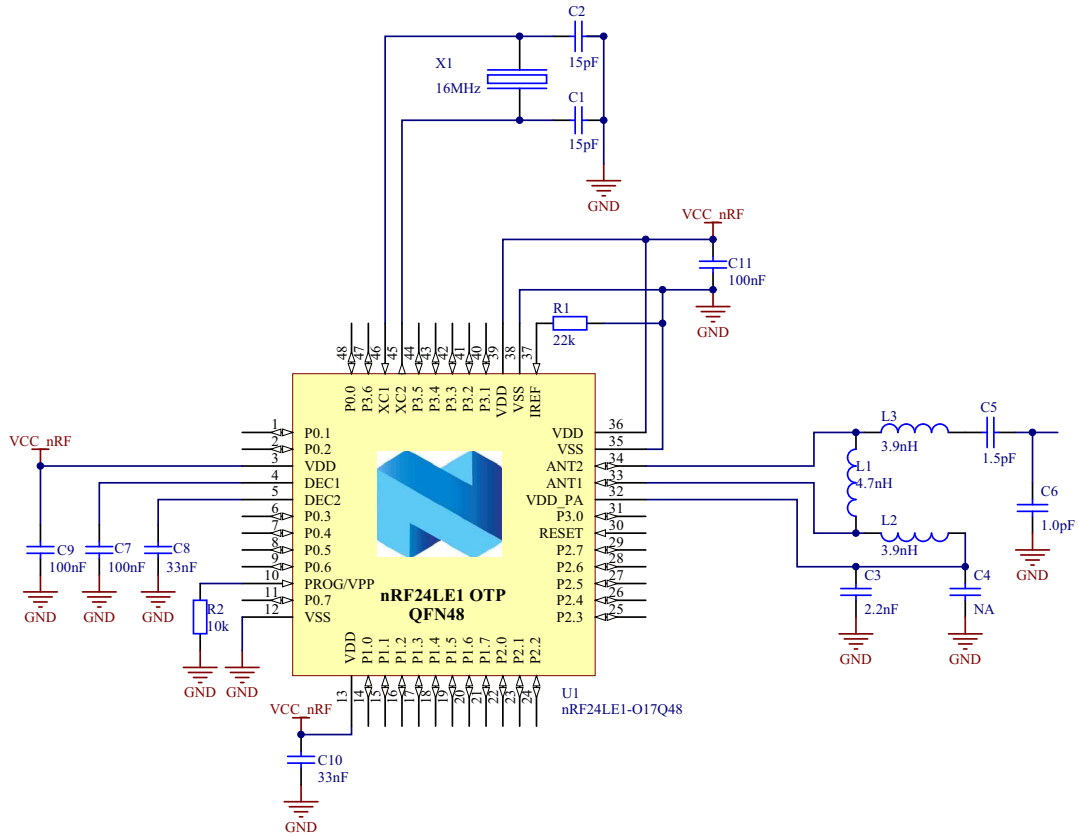 C2
15pF
X1
16MHz
C1
15pF
GND
VCC_nRF
C11
100nF
GND
R1
22k
48 47 46 45 44 43 42 41 40 39 38 37
P0.0 P3.6 XC1 XC2 P3.5 P3.4 P3.3 P3.2 P3.1 VDD VSS IREF
1 P0.1
2 P0.2
3 VDD
4 DEC1
5 DEC2
6 P0.3
7 P0.4
8 P0.5
9 P0.6
10 PROG/VPP
11 P0.7
12 VSS
VDD 36
VSS 35
ANT2 34
ANT1 33
VDD_PA 32
P3.0 31
RESET 30
P2.7 29
P2.6 28
P2.5 27
P2.4 26
P2.3 25
nRF24LE1 OTP
QFN48
VDD P1.0 P1.1 P1.2 P1.3 P1.4 P1.5 P1.6 P1.7 P2.0 P2.1 P2.2
13 14 15 16 17 18 19 20 21 22 23 24
U1
nRF24LE1-O17Q48
VCC_nRF
C9
100nF
GND
C7
100nF
GND
C8
33nF
GND
R2
10k
GND
GND
VCC_nRF
C10
33nF
GND
L3
3.9nH
C5
1.5pF
L1
4.7nH
L2
3.9nH
C6
1.0pF
GND
C3
2.2nF
GND
C4
NA
GND